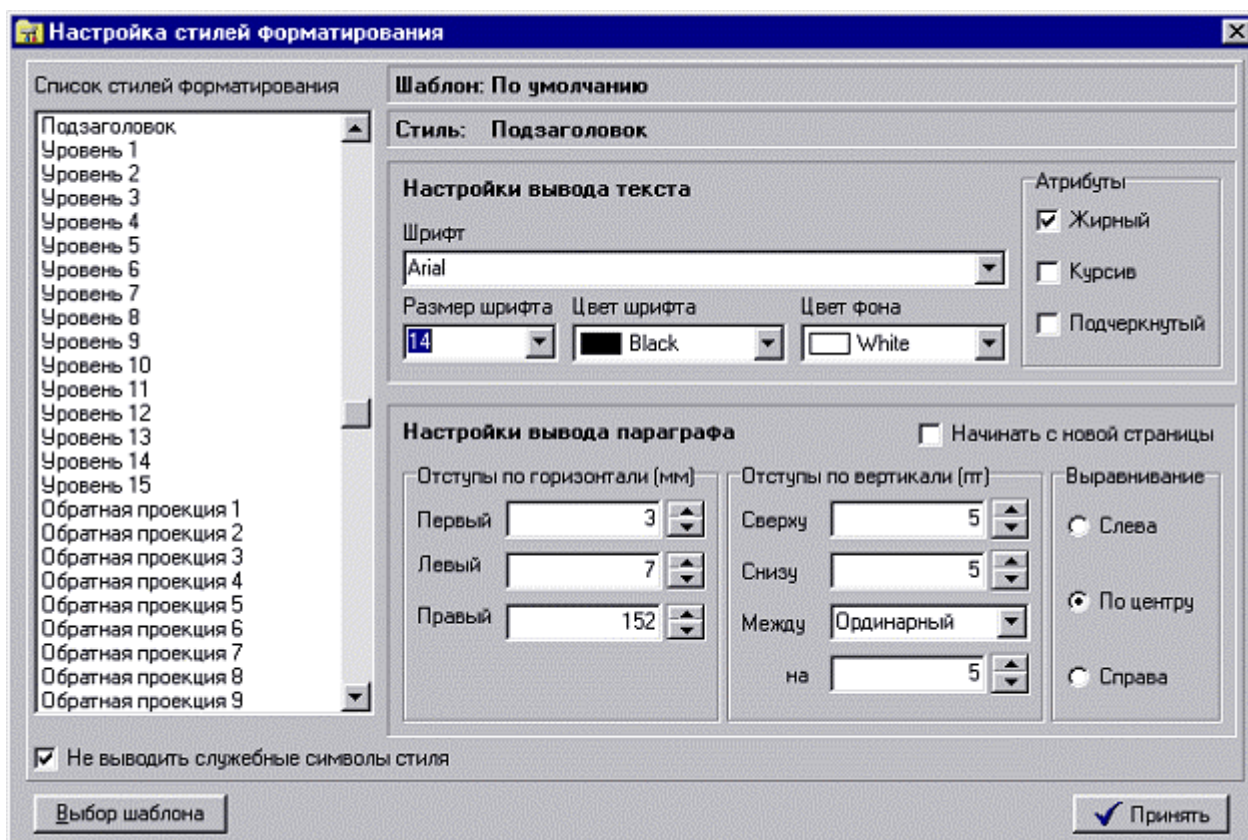 Настройка стилей форматирования
Список стилей форматирования
Подзаголовок
Уровень 1
Уровень 2
Уровень 3
Уровень 4
Уровень 5
Уровень 6
Уровень 7
Уровень 8
Уровень 9
Уровень 10
Уровень 11
Уровень 12
Уровень 13
Уровень 14
Уровень 15
Обратная проекция 1
Обратная проекция 2
Обратная проекция 3
Обратная проекция 4
Обратная проекция 5
Обратная проекция 6
Обратная проекция 7
Обратная проекция 8
Обратная проекция 9
Шаблон: По умолчанию
Стиль: Подзаголовок
Настройки вывода текста
Шрифт
Arial
Размер шрифта Цвет шрифта Цвет фона
14 Black White
Атрибуты
Жирный
Курсив
Подчеркнутый
Настройки вывода параграфа Начинать с новой страницы
Отступы по горизонтали (мм)
Первый 3
Левый 7
Правый 152
Отступы по вертикали (пт)
Сверху 5
Снизу 5
Между Ординарный
на 5
Выравнивание
Слева
По центру
Справа
Не выводить служебные символы стиля
Выбор шаблона Принять